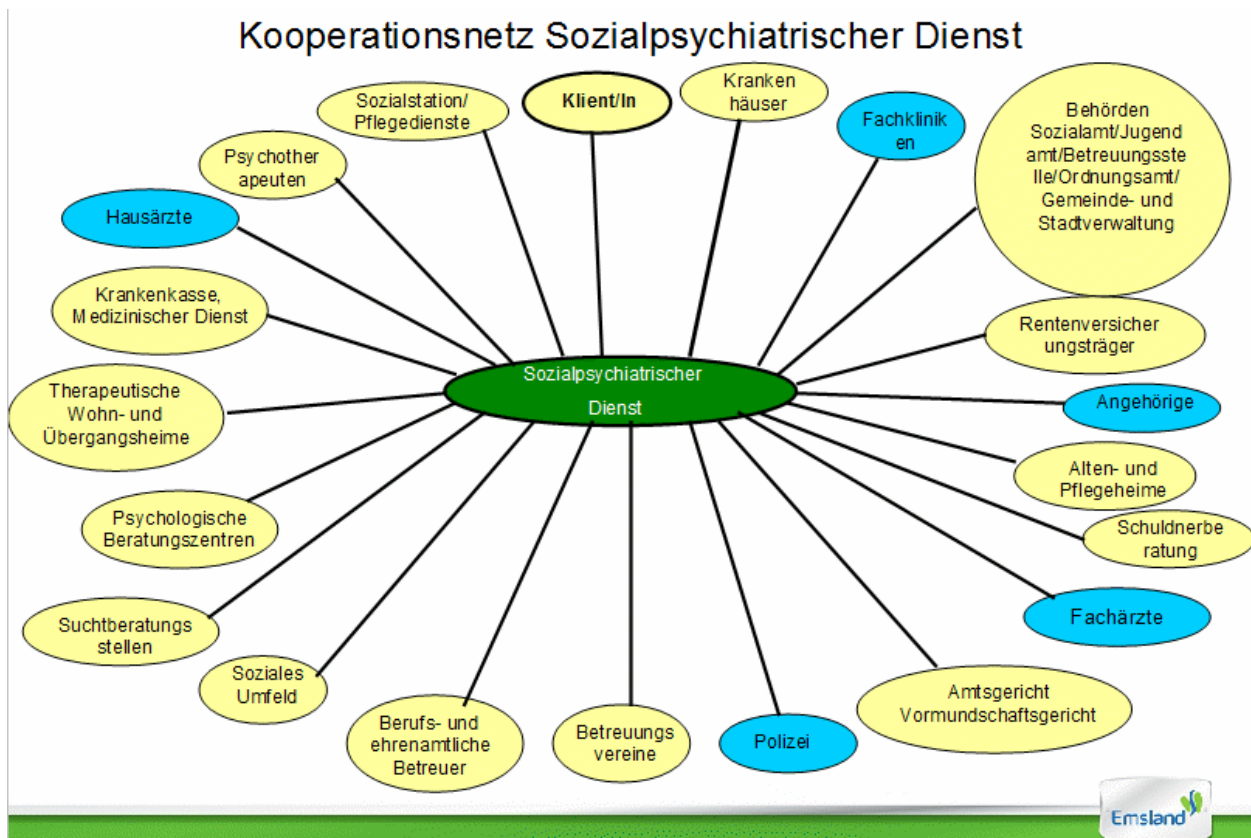 Kooperationsnetz Sozialpsychiatrischer Dienst
Klient/In
Kranken
häuser
Fachklinik
en
Behörden
Sozialamt/Jugend
amt/Betreuungsste
lle/Ordnungsamt/
Gemeinde- und
Stadtverwaltung
Rentenversicher
ungsträger
Angehörige
Alten- und
Pflegeheime
Schuldnerbe
ratung
Fachärzte
Amtsgericht
Vormundschaftsgericht
Polizei
Betreuungs
vereine
Berufs- und
ehrenamtliche
Betreuer
Soziales
Umfeld
Suchtberatungs
stellen
Psychologische
Beratungszentren
Therapeutische
Wohn- und
Übergangsheime
Krankenkasse,
Medizinischer Dienst
Hausärzte
Psychother
apeuten
Sozialstation/
Pflegedienste
Sozialpsychiatrischer
Dienst
Emsland